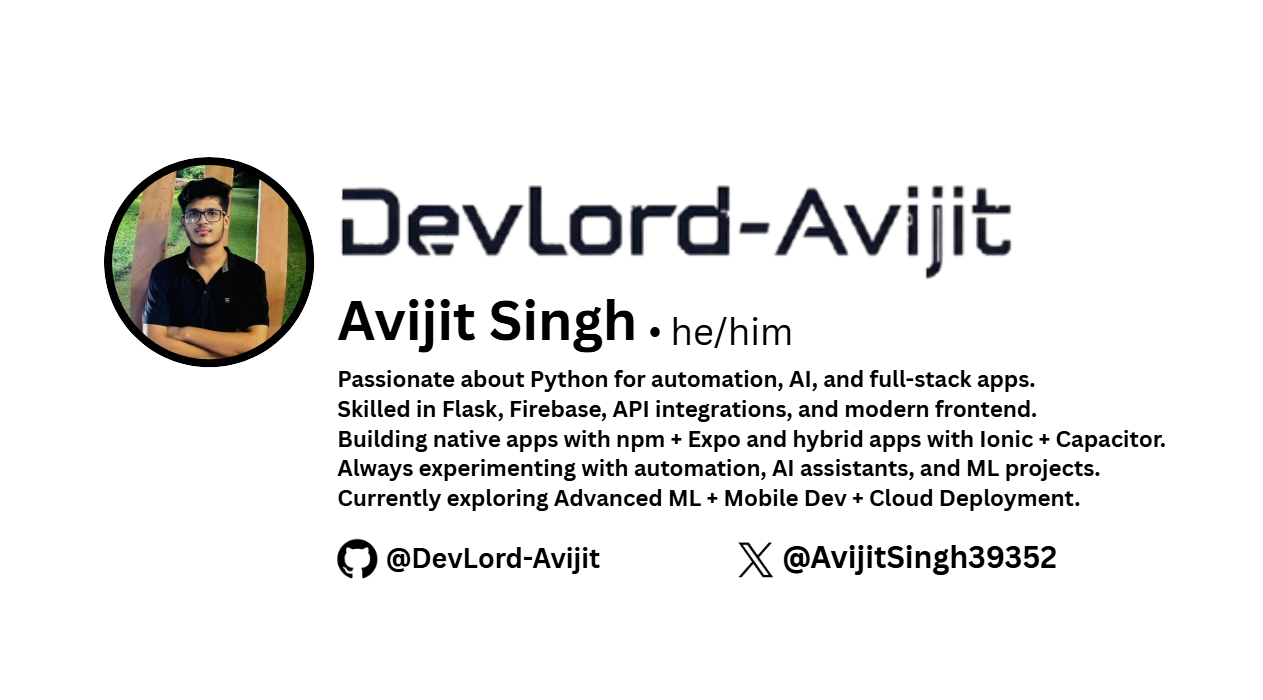 DevLord-Avijit
Avijit Singh • he/him
Passionate about Python for automation, AI, and full-stack apps.
Skilled in Flask, Firebase, API integrations, and modern frontend.
Building native apps with npm + Expo and hybrid apps with Ionic + Capacitor.
Always experimenting with automation, AI assistants, and ML projects.
Currently exploring Advanced ML + Mobile Dev + Cloud Deployment.
@DevLord-Avijit
@AvijitSingh39352